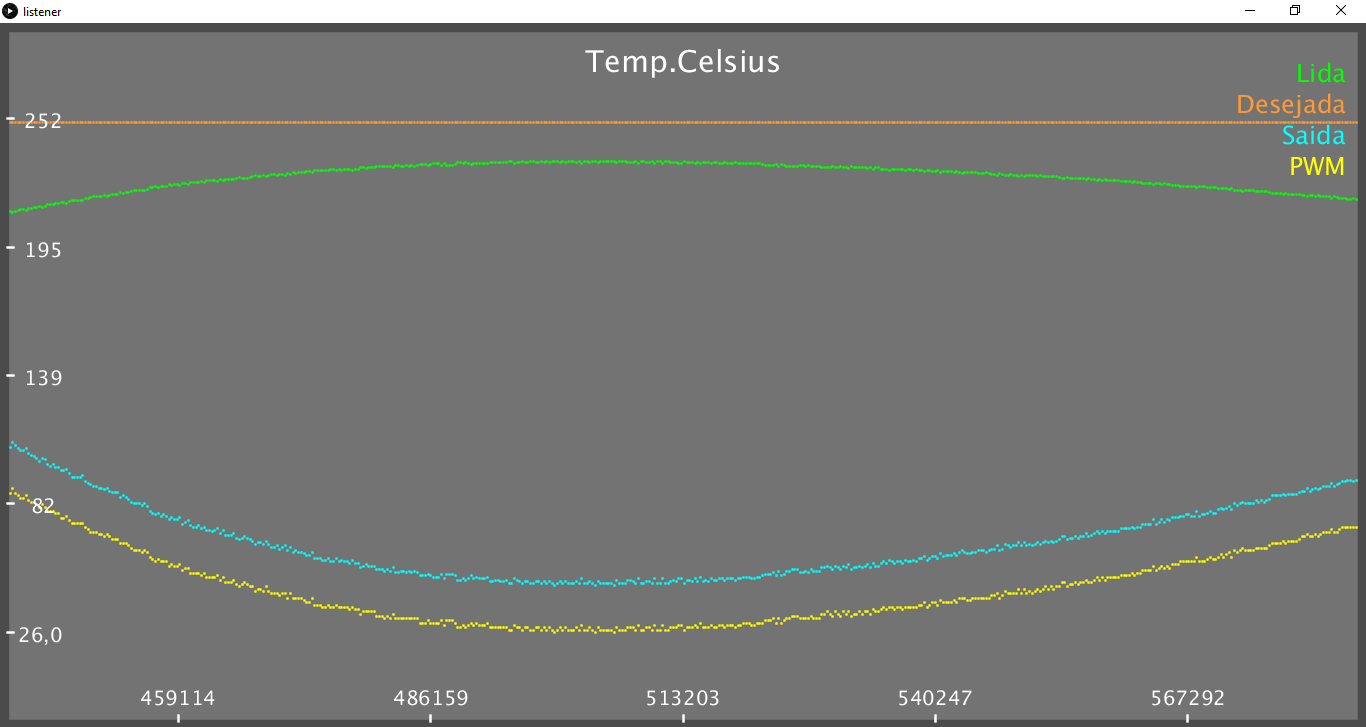 listener
Temp.Celsius
Lida
Desejada
Saida
PWM
252
195
139
82
26,0
459114 486159 513203 540247 567292